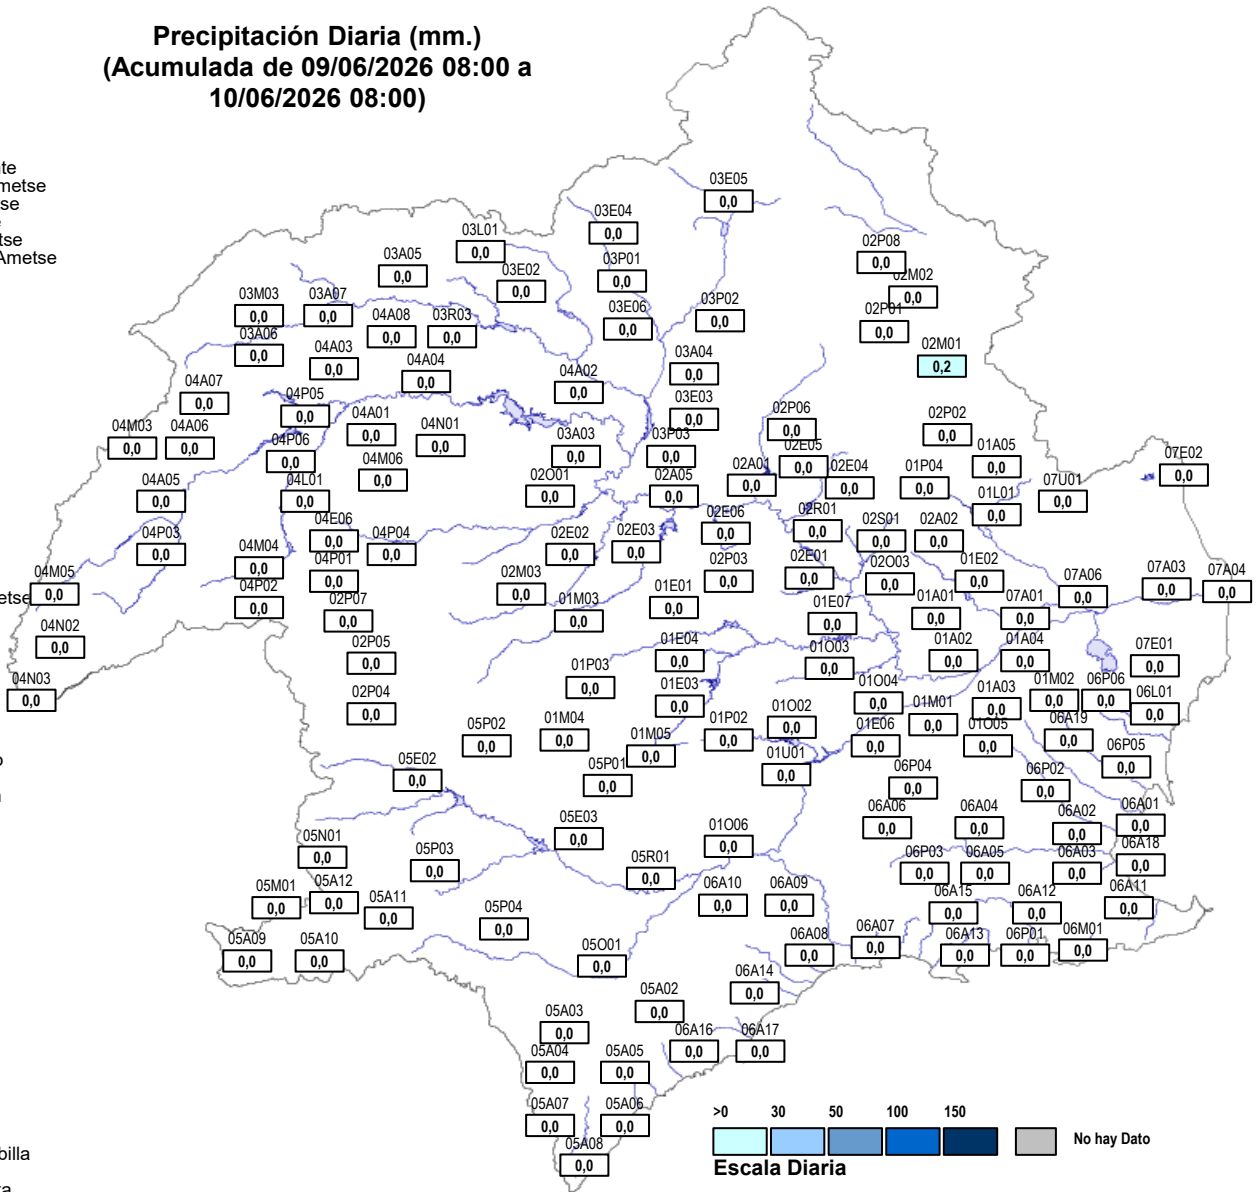 Precipitación Diaria (mm.)
(Acumulada de 09/06/2026 08:00 a
10/06/2026 08:00)
nte
metse
se
e
tse
Ametse
etse
o
n
billa
ra
03E05
0,0
03E04
0,0
03L01
0,0
03A05
0,0
03P01
0,0
03E02
0,0
02P08
0,0
02M02
0,0
03M03
0,0
03A07
0,0
04A08
0,0
03R03
0,0
03E06
0,0
03P02
0,0
02P01
0,0
03A06
0,0
04A03
0,0
04A04
0,0
04A02
0,0
03A04
0,0
02M01
0,2
04A07
0,0
04P05
0,0
04A01
0,0
04N01
0,0
03E03
0,0
02P06
0,0
02P02
0,0
04M03
0,0
04A06
0,0
04P06
0,0
04M06
0,0
03A03
0,0
03P03
0,0
02E05
0,0
01A05
0,0
07E02
0,0
04A05
0,0
04L01
0,0
02O01
0,0
02A05
0,0
02A01
0,0
02E04
0,0
01P04
0,0
01L01
0,0
07U01
0,0
04P03
0,0
04E06
0,0
04P04
0,0
02E02
0,0
02E03
0,0
02E06
0,0
02R01
0,0
02S01
0,0
02A02
0,0
04M05
0,0
04M04
0,0
04P01
0,0
04P02
0,0
02M03
0,0
02P03
0,0
02E01
0,0
02O03
0,0
01E02
0,0
07A06
0,0
07A03
0,0
07A04
0,0
02P07
0,0
01M03
0,0
01E01
0,0
01E07
0,0
01A01
0,0
07A01
0,0
04N02
0,0
02P05
0,0
01E04
0,0
01O03
0,0
01A02
0,0
01A04
0,0
07E01
0,0
04N03
0,0
02P04
0,0
01P03
0,0
01E03
0,0
01O04
0,0
01M01
0,0
01A03
0,0
01M02
0,0
06P06
0,0
06L01
0,0
05P02
0,0
01M04
0,0
01M05
0,0
01P02
0,0
01O02
0,0
01E06
0,0
01O05
0,0
06A19
0,0
05E02
0,0
05P01
0,0
01U01
0,0
06P04
0,0
06P02
0,0
06P05
0,0
05N01
0,0
05P03
0,0
05E03
0,0
01O06
0,0
06A06
0,0
06A04
0,0
06A02
0,0
06A01
0,0
05R01
0,0
06P03
0,0
06A05
0,0
06A03
0,0
06A18
0,0
05M01
0,0
05A12
0,0
05A11
0,0
05P04
0,0
06A10
0,0
06A09
0,0
06A15
0,0
06A12
0,0
06A11
0,0
05A09
0,0
05A10
0,0
05O01
0,0
06A08
0,0
06A07
0,0
06A13
0,0
06P01
0,0
06M01
0,0
05A03
0,0
05A02
0,0
06A14
0,0
05A04
0,0
05A05
0,0
06A16
0,0
06A17
0,0
05A07
0,0
05A06
0,0
05A08
0,0
>0 30 50 100 150
No hay Dato
Escala Diaria